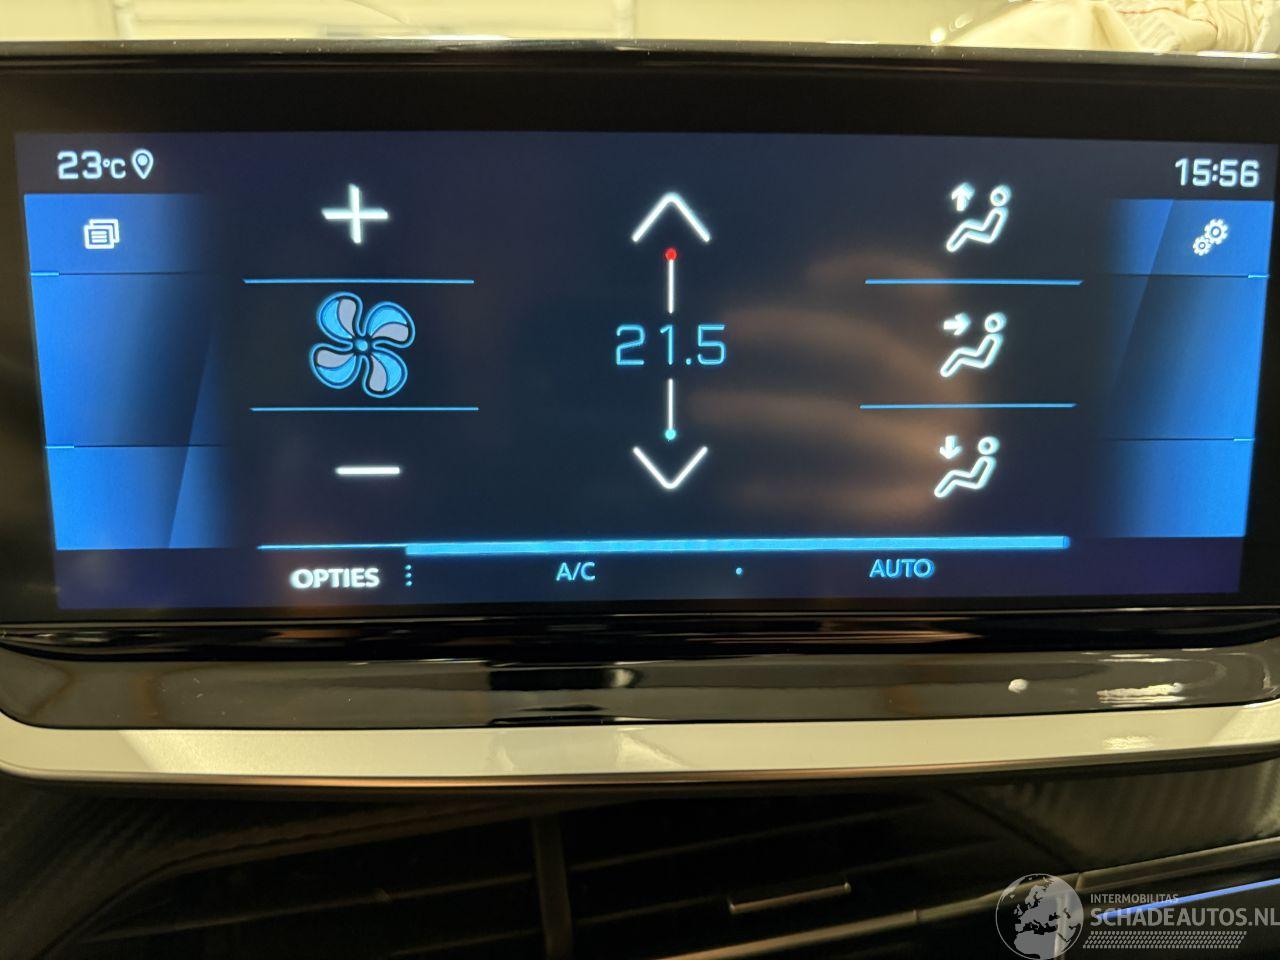 23°C
15:56
21.5
OPTIES
A/C
AUTO
INTERMOBILITAS
SCHADEAUTOS.NL